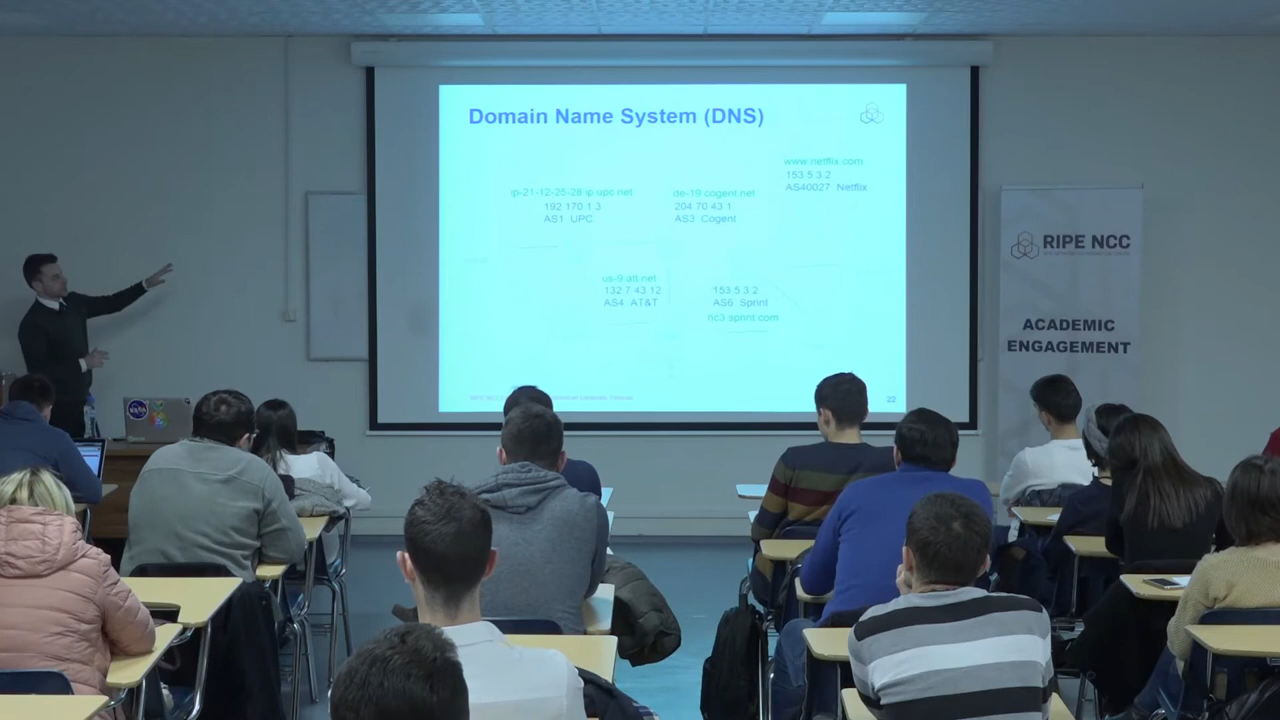 Domain Name System (DNS)
www.netflix.com
153.5.3.2
AS40027 Netflix
ip-21-12-25-28.ip.upc.net
192.170.1.3
AS1 UPC
de-19.cogent.net
204.70.43.1
AS3 Cogent
us-9.att.net
132.7.43.12
AS4 AT&T
153.5.3.2
AS6 Sprint
nc3.sprint.com
22
RIPE NCC
ACADEMIC
ENGAGEMENT
NASA